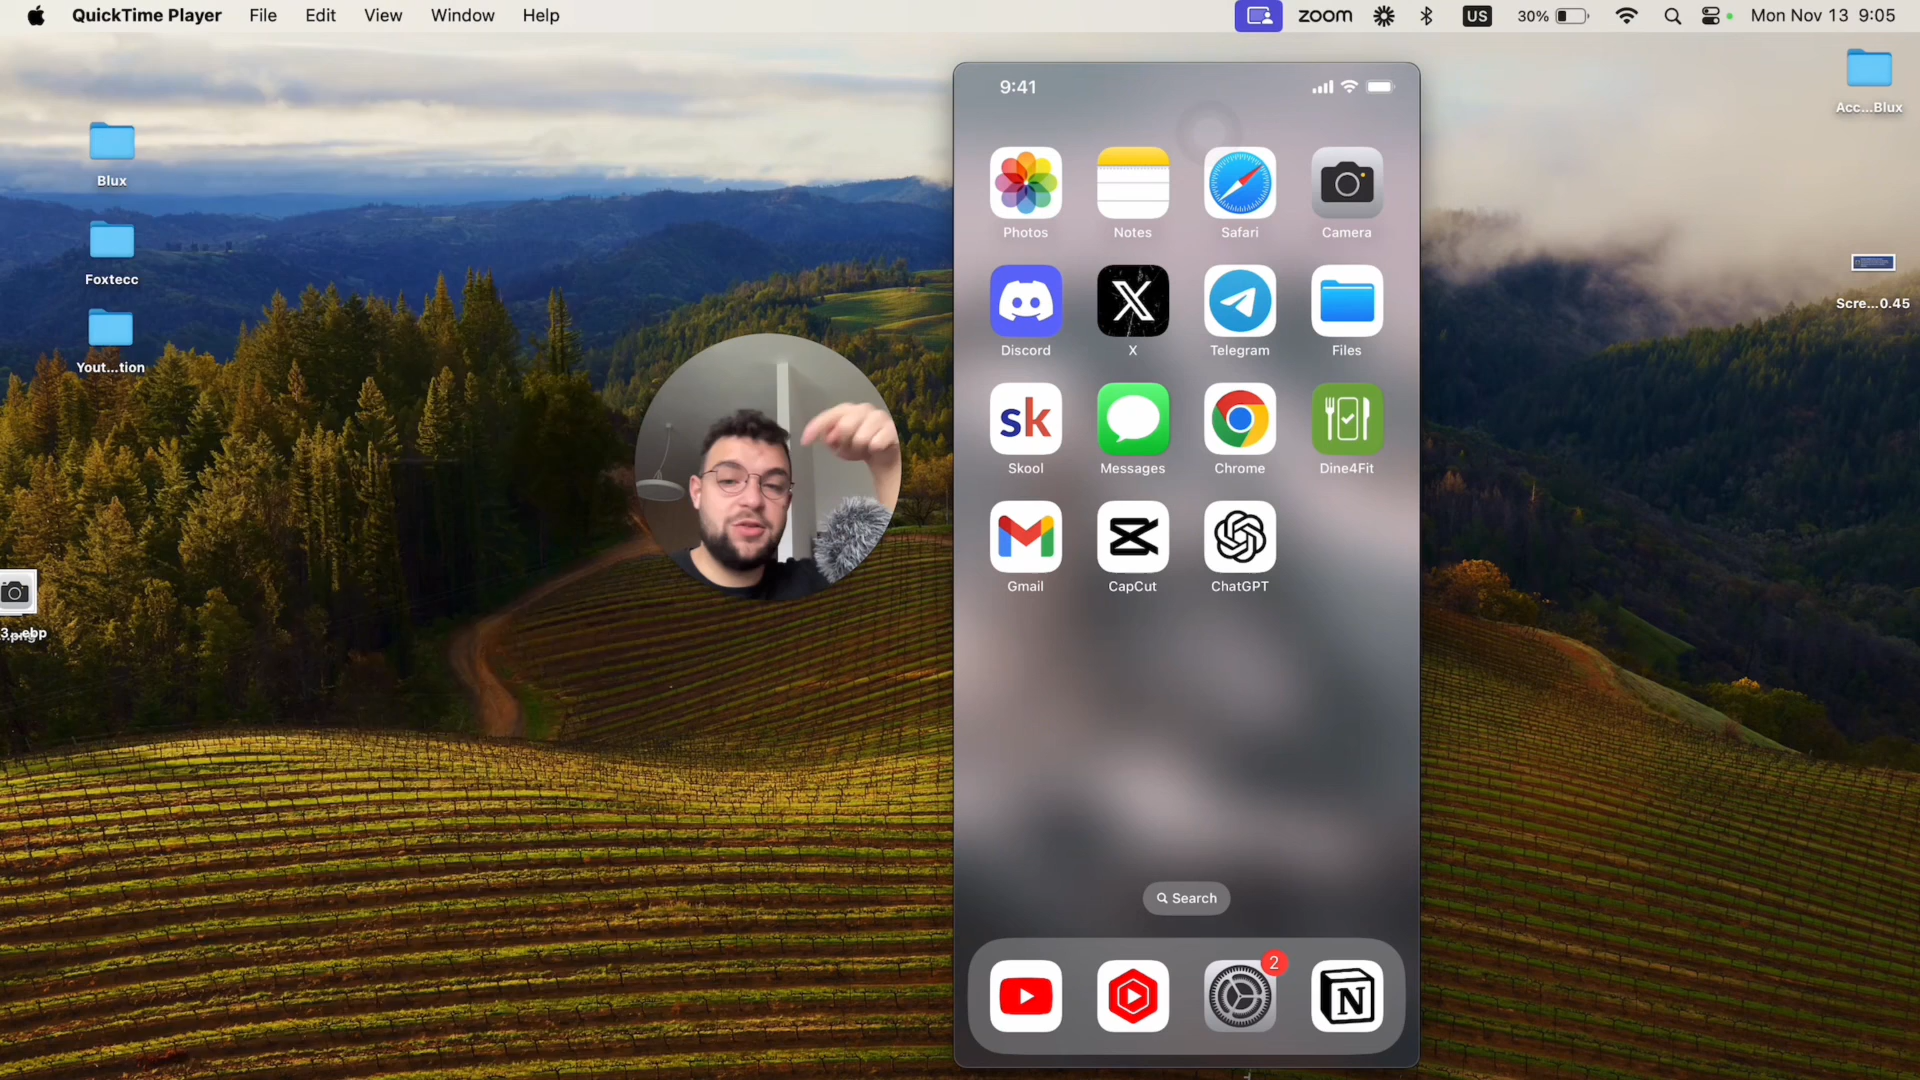 QuickTime Player File Edit View Window Help zoom US 30% Mon Nov 13 9:05
Blux
Foxtecc
Yout...tion
Acc...Blux
Scre...0.45
9:41
Photos Notes Safari Camera
Discord X Telegram Files
sk
Skool Messages Chrome Dine4Fit
Gmail CapCut ChatGPT
Search
2
N